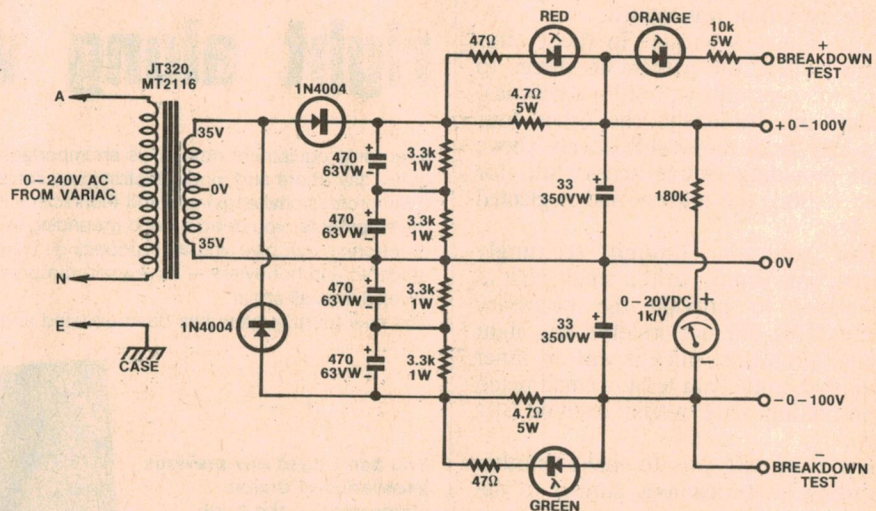 RED
ORANGE
47Ω
10k
5W
+
BREAKDOWN
TEST
JT320,
MT2116
A
1N4004
4.7Ω
5W
+0–100V
35V
+
470
63VW
3.3k
1W
0–240V AC
FROM VARIAC
0V
+
33
350VW
180k
35V
+
470
63VW
–
3.3k
1W
0V
N
+
470
63VW
3.3k
1W
0–20VDC
1k/V
+
–
+
33
350VW
E
1N4004
+
470
63VW
–
3.3k
1W
CASE
4.7Ω
5W
–0–100V
47Ω
–
BREAKDOWN
TEST
GREEN